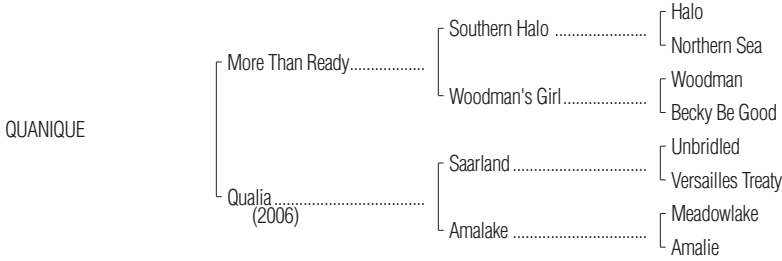 Halo
Southern Halo ......................
Northern Sea
More Than Ready..................
Woodman
Woodman's Girl....................
Becky Be Good
QUANIQUE
Unbridled
Saarland ................................
Versailles Treaty
Qualia ....................................
(2006)
Meadowlake
Amalake ................................
Amalie